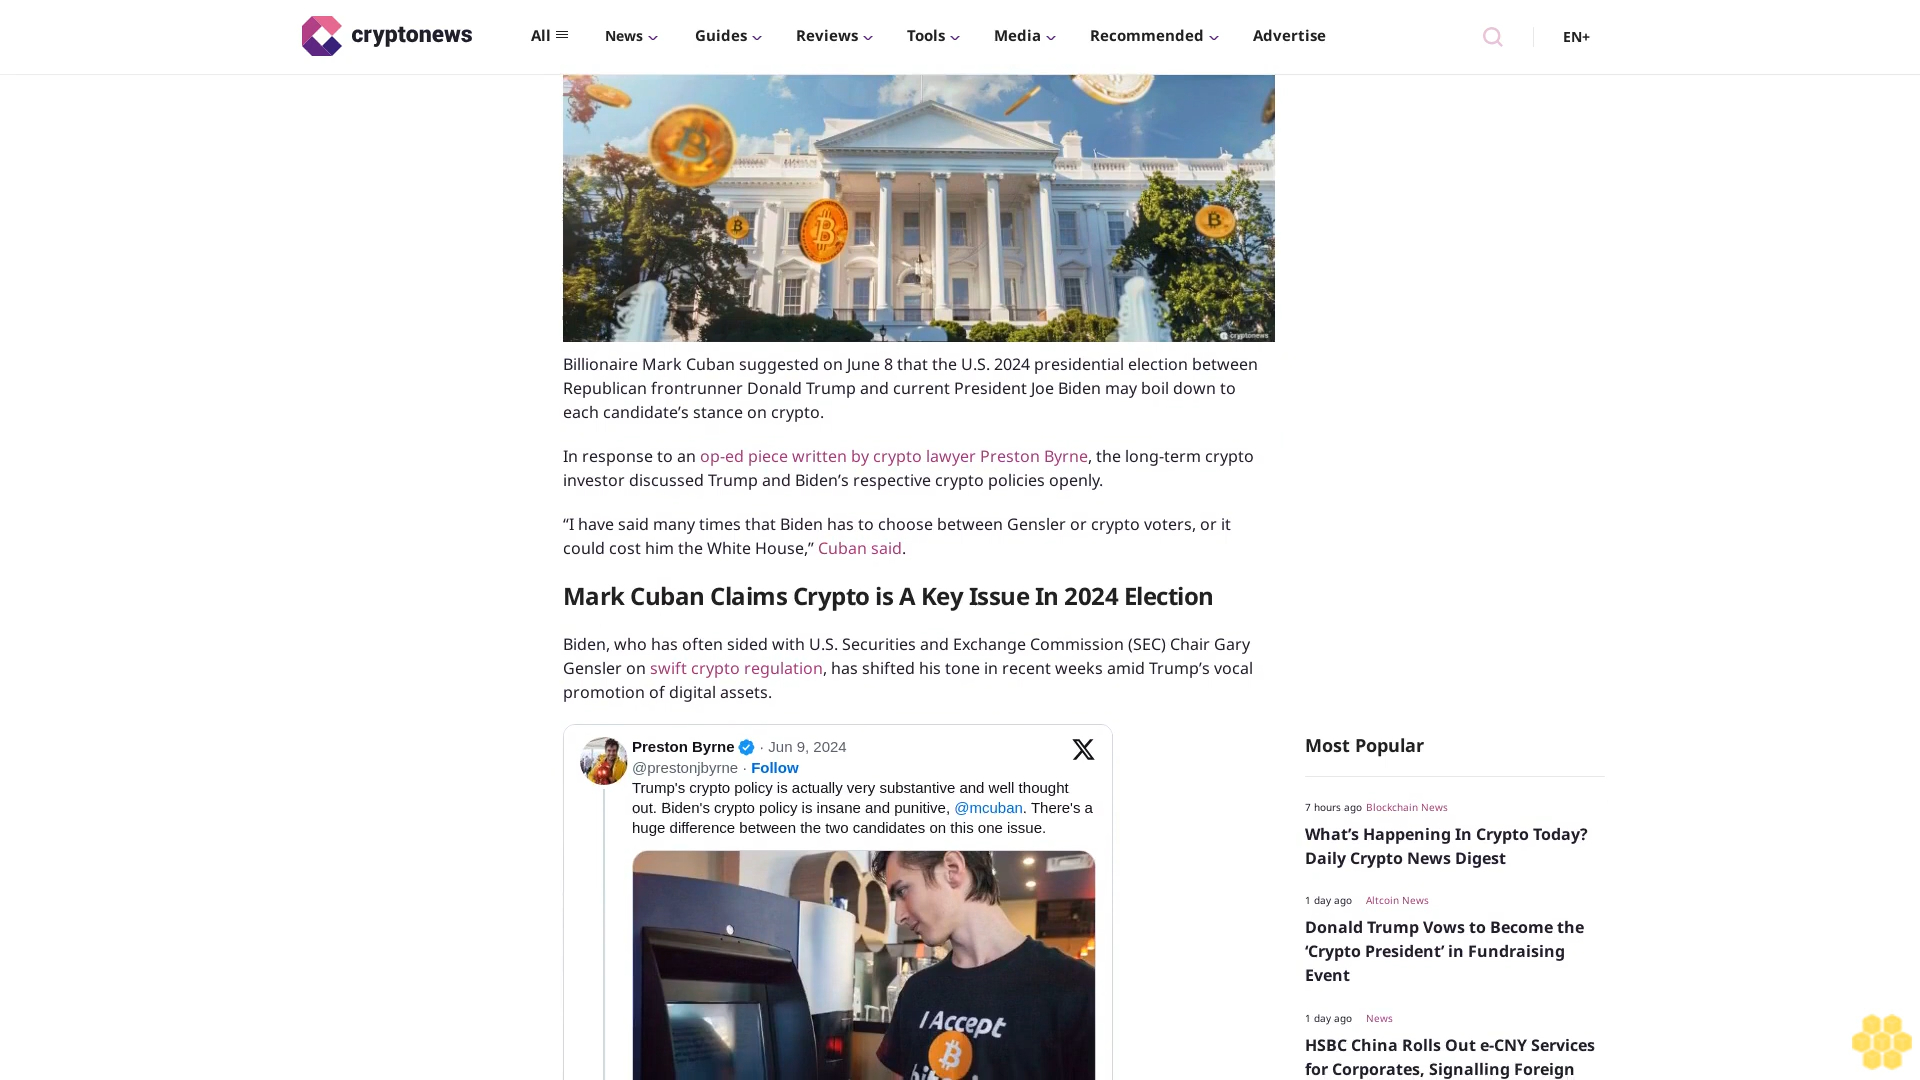 cryptonews
All
News
Guides
Reviews
Tools
Media
Recommended
Advertise
EN+
cryptonews
Billionaire Mark Cuban suggested on June 8 that the U.S. 2024 presidential election between
Republican frontrunner Donald Trump and current President Joe Biden may boil down to
each candidate’s stance on crypto.
In response to an op-ed piece written by crypto lawyer Preston Byrne, the long-term crypto
investor discussed Trump and Biden’s respective crypto policies openly.
“I have said many times that Biden has to choose between Gensler or crypto voters, or it
could cost him the White House,” Cuban said.
Mark Cuban Claims Crypto is A Key Issue In 2024 Election
Biden, who has often sided with U.S. Securities and Exchange Commission (SEC) Chair Gary
Gensler on swift crypto regulation, has shifted his tone in recent weeks amid Trump’s vocal
promotion of digital assets.
Preston Byrne · Jun 9, 2024
@prestonjbyrne · Follow
Trump's crypto policy is actually very substantive and well thought
out. Biden's crypto policy is insane and punitive, @mcuban. There's a
huge difference between the two candidates on this one issue.
I Accept
Most Popular
7 hours ago Blockchain News
What’s Happening In Crypto Today?
Daily Crypto News Digest
1 day ago Altcoin News
Donald Trump Vows to Become the
‘Crypto President’ in Fundraising
Event
1 day ago News
HSBC China Rolls Out e-CNY Services
for Corporates, Signalling Foreign